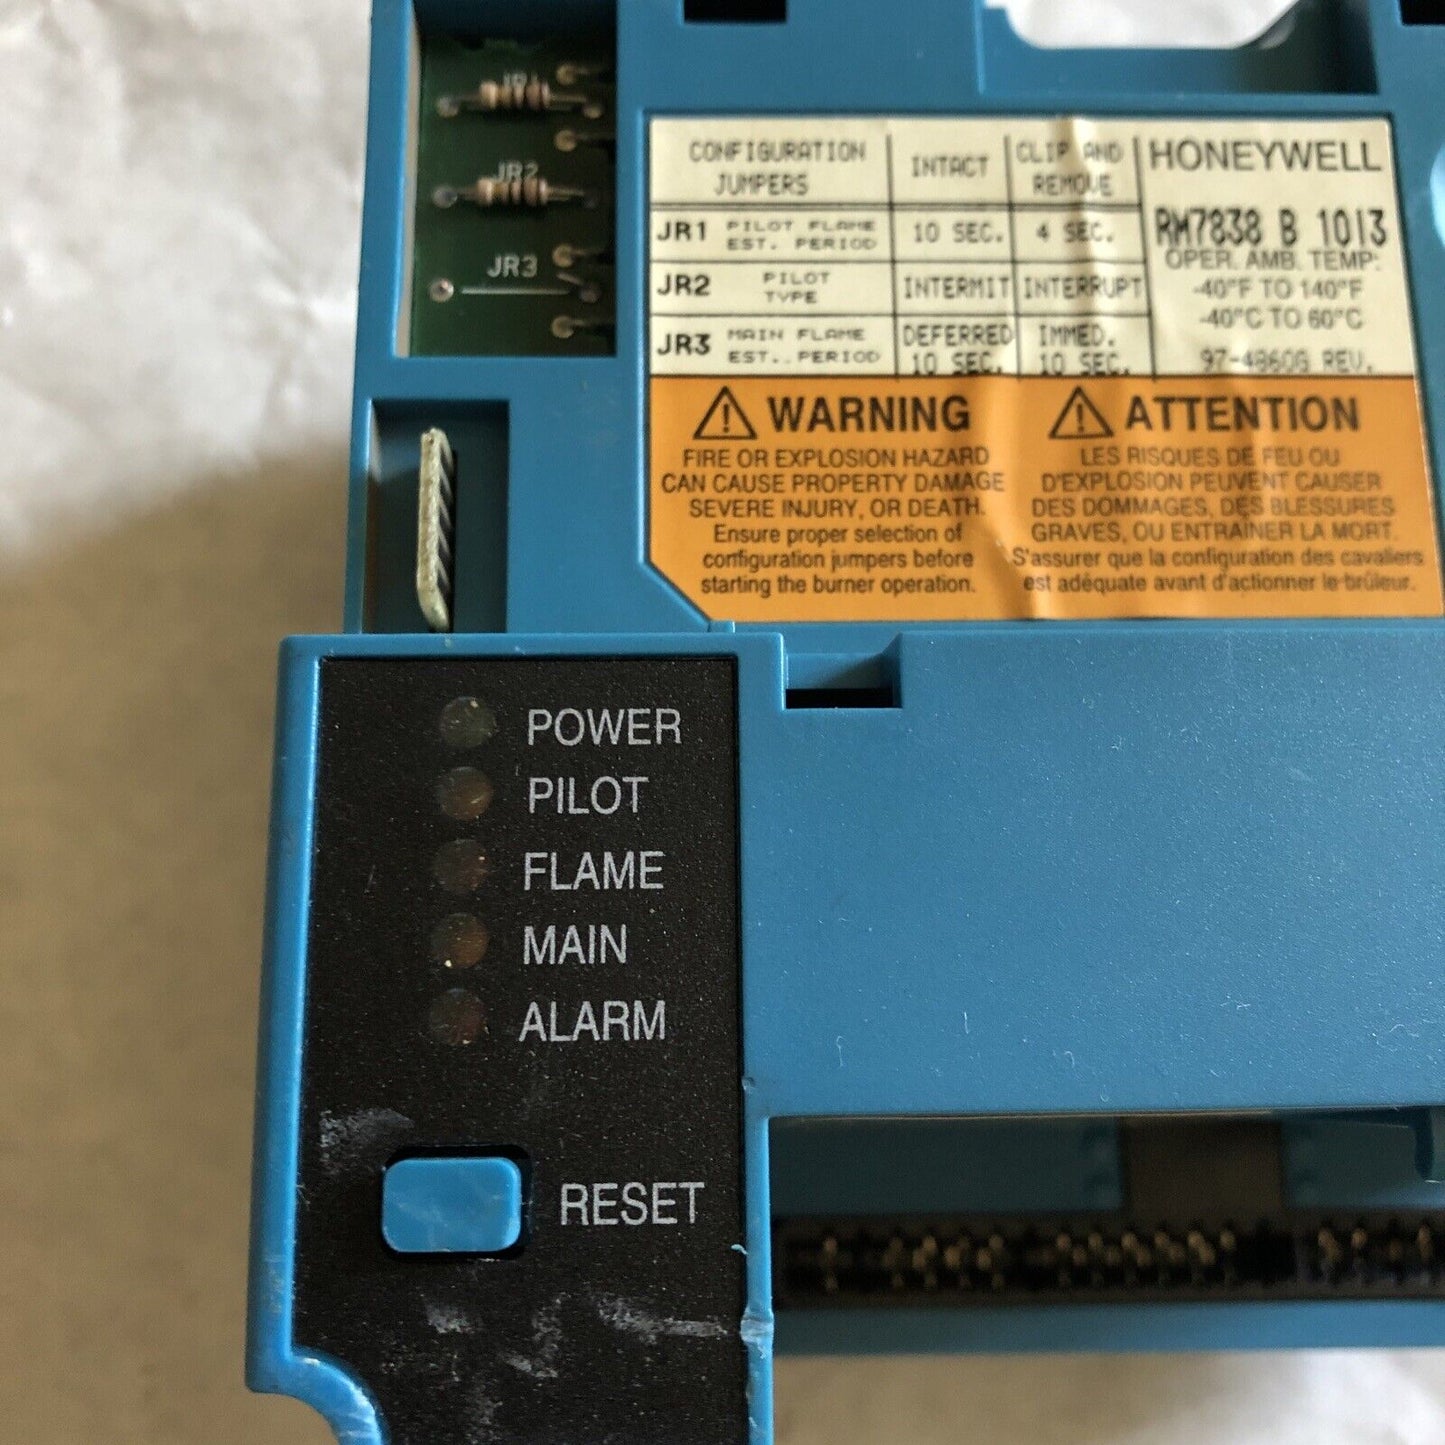 JR1
JR2
JR3
CONFIGURATION JUMPERS INTACT CLIP AND REMOVE
JR1 PILOT FLAME EST. PERIOD 10 SEC. 4 SEC.
JR2 PILOT TYPE INTERMIT INTERRUPT
JR3 MAIN FLAME EST.. PERIOD DEFERRED 10 SEC. IMMED. 10 SEC.
HONEYWELL
RM7838 B 1013
OPER. AMB. TEMP:
-40°F TO 140°F
-40°C TO 60°C
97-4860G REV.
WARNING
FIRE OR EXPLOSION HAZARD
CAN CAUSE PROPERTY DAMAGE
SEVERE INJURY, OR DEATH.
Ensure proper selection of
configuration jumpers before
starting the burner operation.
ATTENTION
LES RISQUES DE FEU OU
D'EXPLOSION PEUVENT CAUSER
DES DOMMAGES, DES BLESSURES
GRAVES, OU ENTRAÎNER LA MORT.
S'assurer que la configuration des cavaliers
est adéquate avant d'actionner le brûleur.
POWER
PILOT
FLAME
MAIN
ALARM
RESET